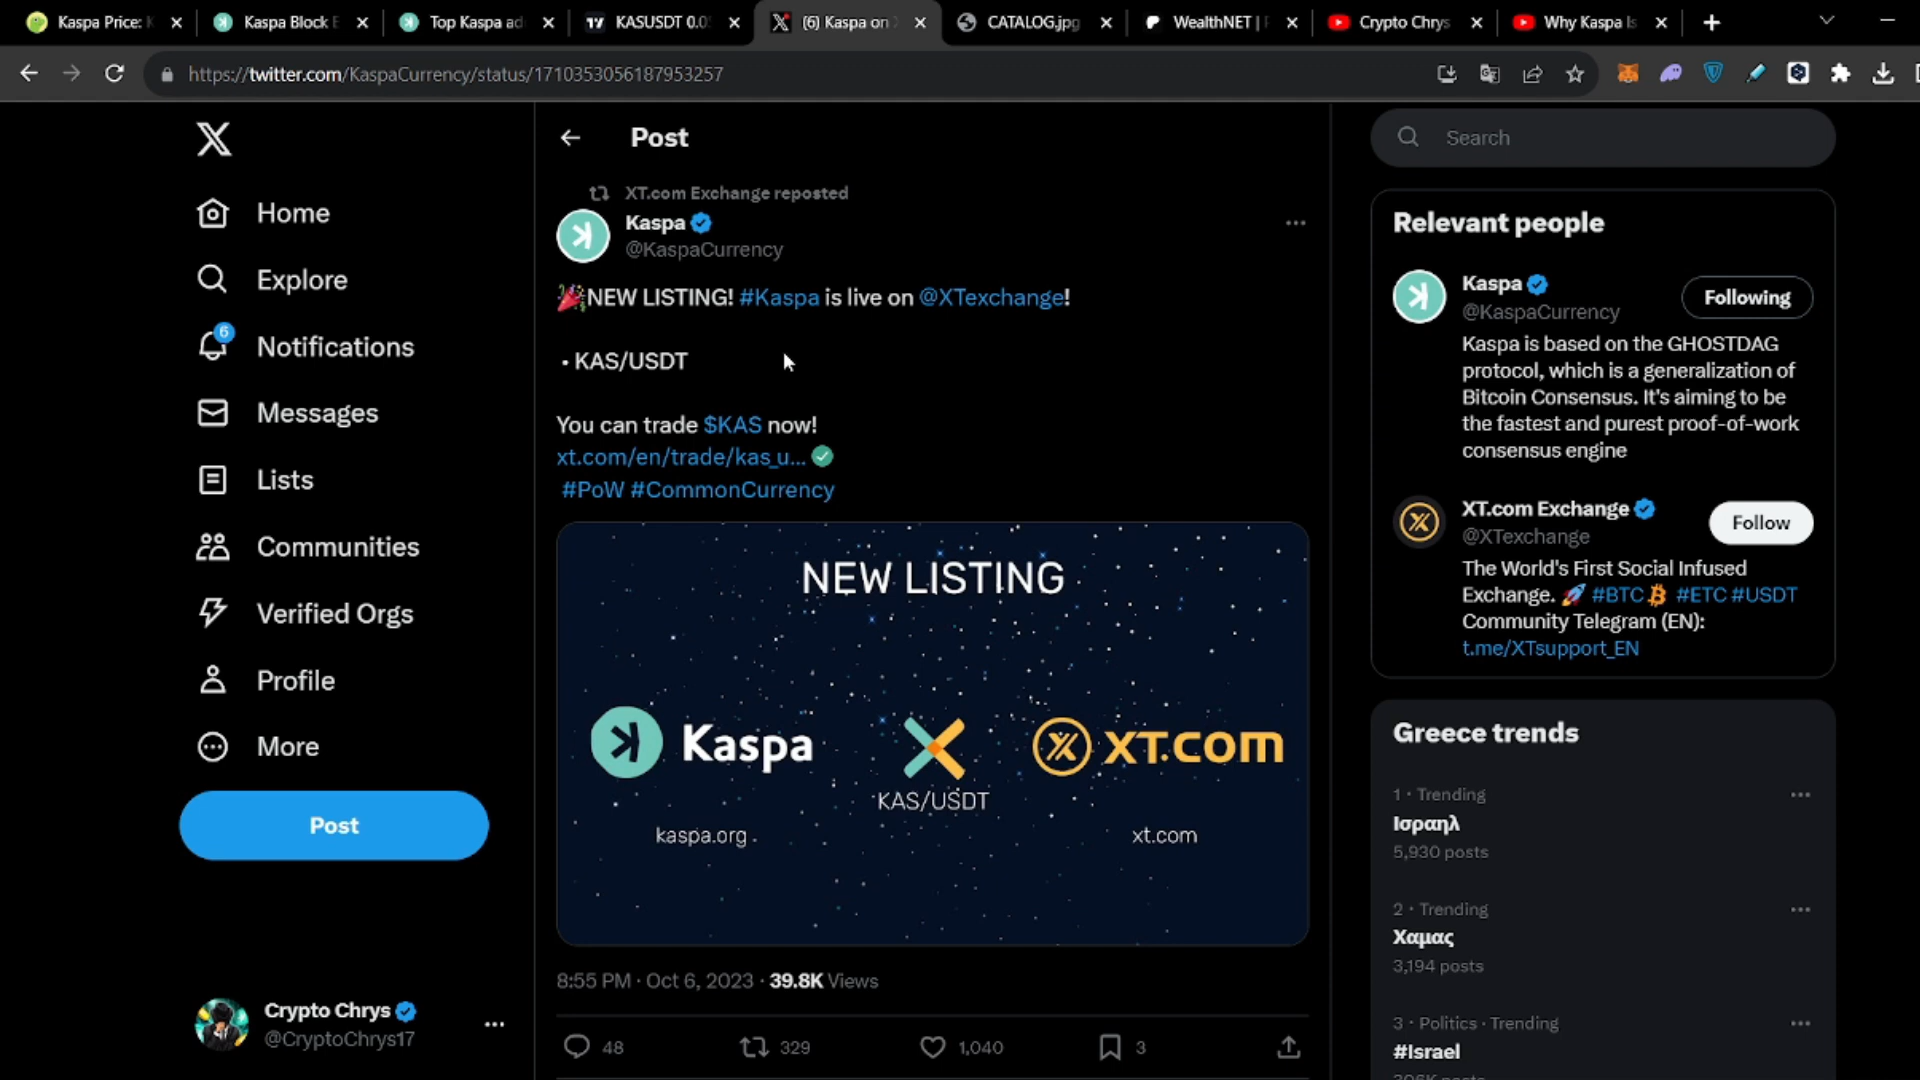 Kaspa Price: K
Kaspa Block E
Top Kaspa ad
KASUSDT 0.0
(6) Kaspa on X
CATALOG.jpg
WealthNET |
Crypto Chrys
Why Kaspa Is
https://twitter.com/KaspaCurrency/status/1710353056187953257
Home
Explore
6
Notifications
Messages
Lists
Communities
Verified Orgs
Profile
More
Post
Crypto Chrys
@CryptoChrys17
Post
XT.com Exchange reposted
Kaspa
@KaspaCurrency
🎉NEW LISTING! #Kaspa is live on @XTexchange!
• KAS/USDT
You can trade $KAS now!
xt.com/en/trade/kas_u... ✅
#PoW #CommonCurrency
NEW LISTING
Kaspa
XT.COM
KAS/USDT
kaspa.org
xt.com
8:55 PM · Oct 6, 2023 · 39.8K Views
48
329
1,040
3
Search
Relevant people
Kaspa
Following
@KaspaCurrency
Kaspa is based on the GHOSTDAG
protocol, which is a generalization of
Bitcoin Consensus. It's aiming to be
the fastest and purest proof-of-work
consensus engine
XT.com Exchange
Follow
@XTexchange
The World's First Social Infused
Exchange. 🚀 #BTC #ETC #USDT
Community Telegram (EN):
t.me/XTsupport_EN
Greece trends
1 · Trending
Ισραηλ
5,930 posts
2 · Trending
Χαμας
3,194 posts
3 · Politics · Trending
#Israel